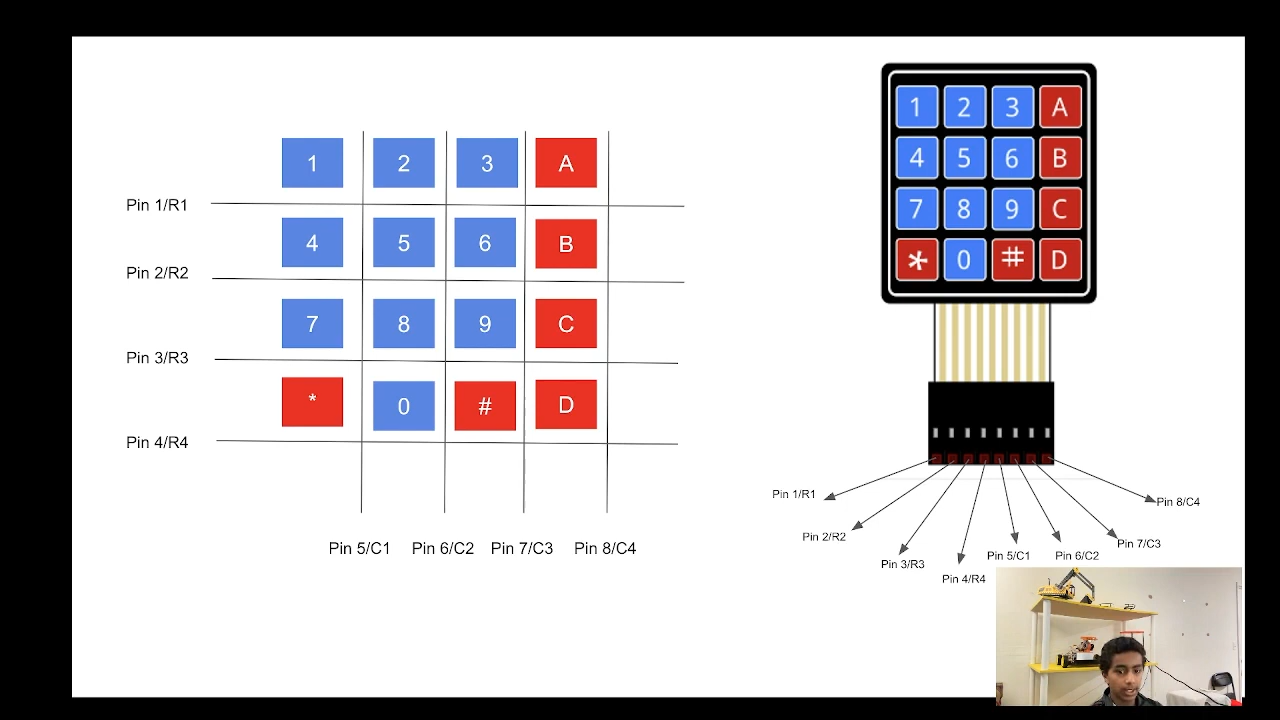 1 2 3 A
Pin 1/R1
4 5 6 B
Pin 2/R2
7 8 9 C
Pin 3/R3
* 0 # D
Pin 4/R4
Pin 5/C1 Pin 6/C2 Pin 7/C3 Pin 8/C4
1 2 3 A
4 5 6 B
7 8 9 C
* 0 # D
Pin 1/R1
Pin 2/R2
Pin 3/R3
Pin 4/R4
Pin 5/C1
Pin 6/C2
Pin 7/C3
Pin 8/C4